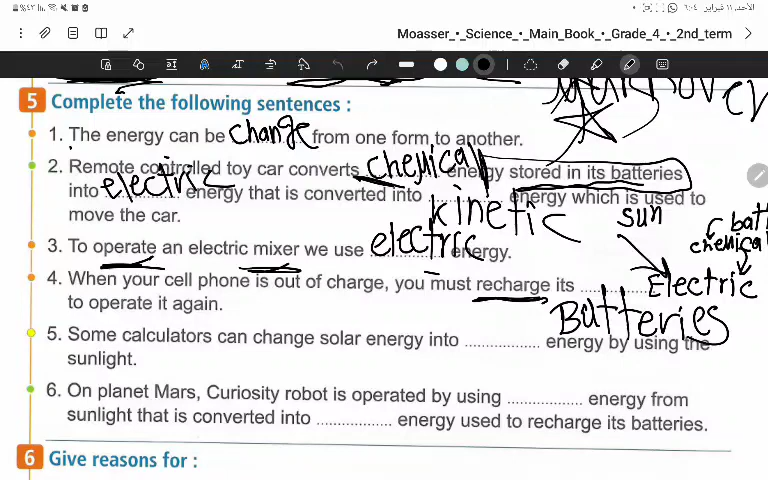 الأحد، ١١ فبراير ٦:٠٤
Moasser_•_Science_•_Main_Book_•_Grade_4_•_2nd_term
5 Complete the following sentences :
1. The energy can be change from one form to another.
2. Remote controlled toy car converts chemical energy stored in its batteries
into electric energy that is converted into ............... energy which is used to
kinetic
move the car.
sun
3. To operate an electric mixer we use electric energy.
chemical
4. When your cell phone is out of charge, you must recharge its ...............
Electric
to operate it again.
Batteries
5. Some calculators can change solar energy into ............... energy by using the
sunlight.
6. On planet Mars, Curiosity robot is operated by using ............... energy from
sunlight that is converted into ............... energy used to recharge its batteries.
6 Give reasons for :